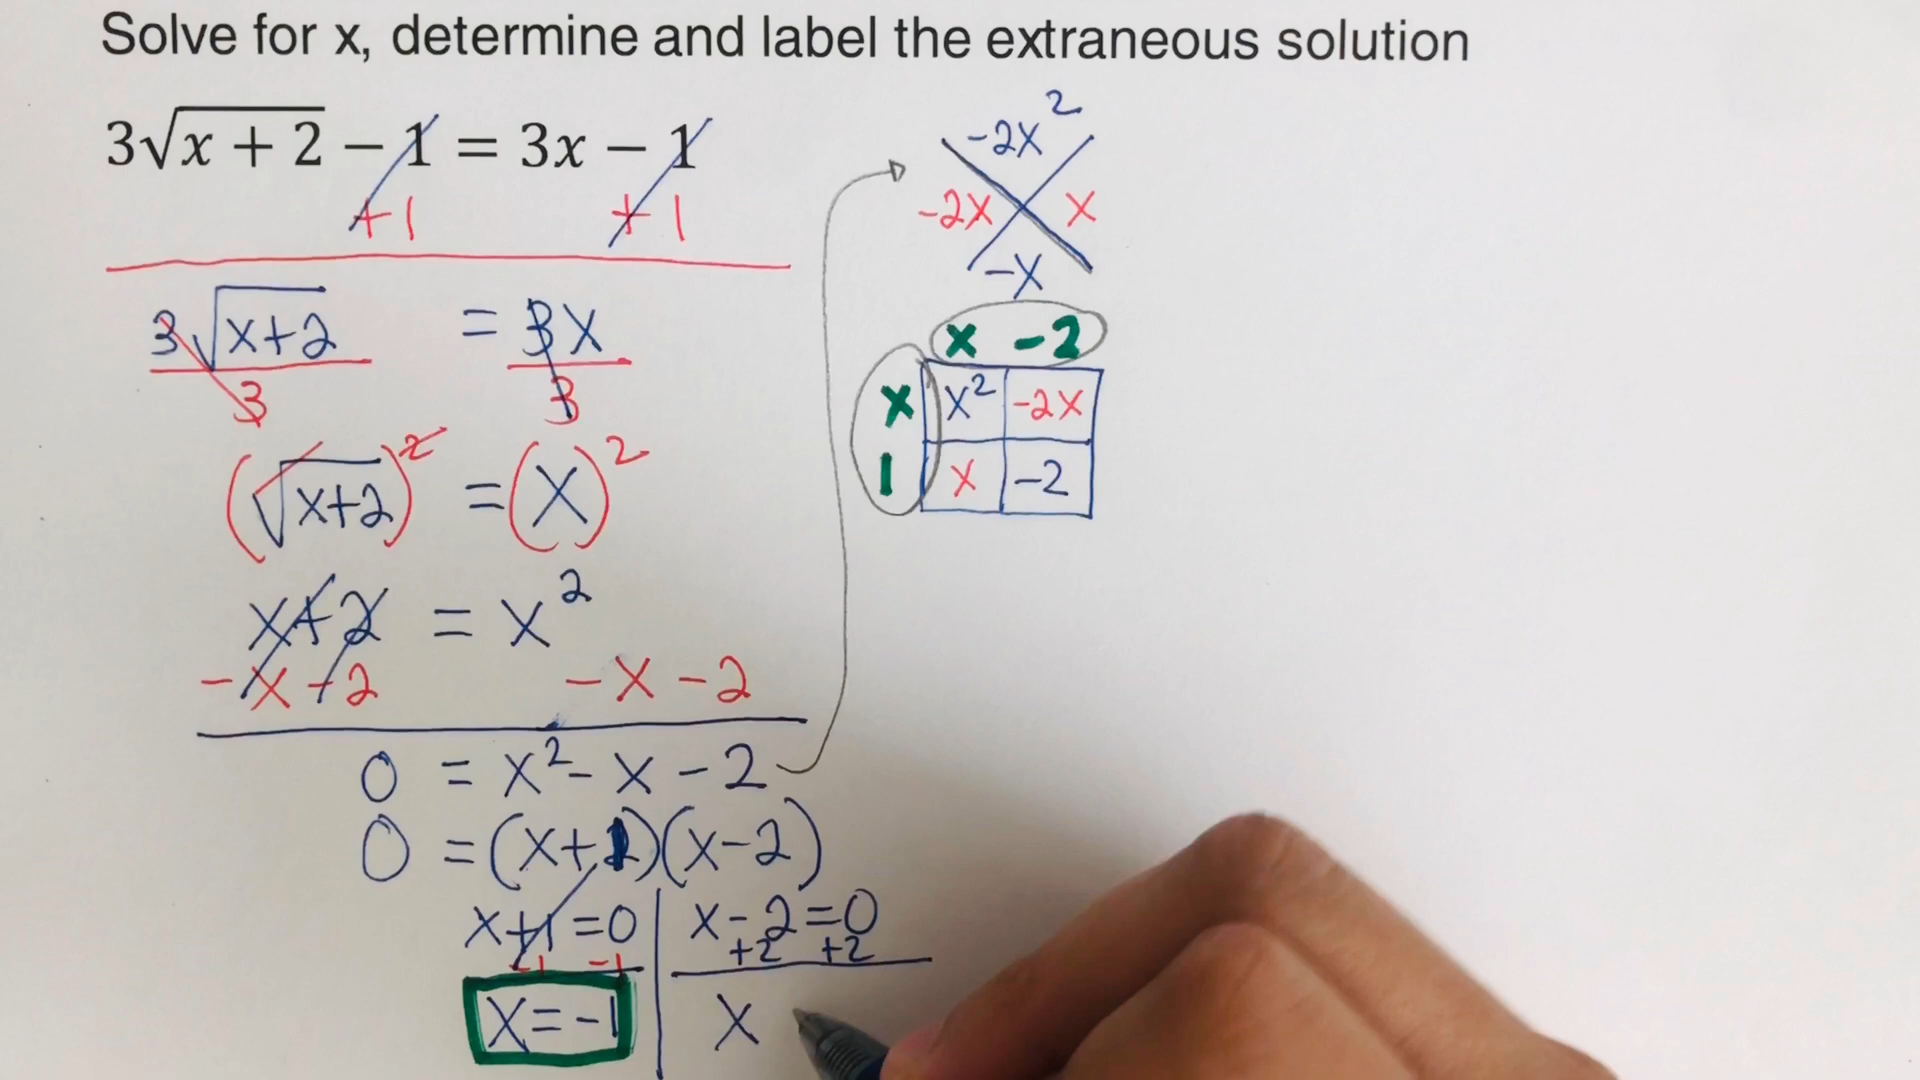 Solve for x, determine and label the extraneous solution
3√x + 2 − 1 = 3x − 1
+1 +1
3√x+2 = 3x
3 3
(√x+2)² = (x)²
x+2 = x²
-x -2 -x -2
0 = x² - x - 2
0 = (x+1)(x-2)
x+1=0
-1 -1
x=-1
x-2=0
+2 +2
x
-2x²
-2x x
-x
x -2
x x² -2x
1 x -2